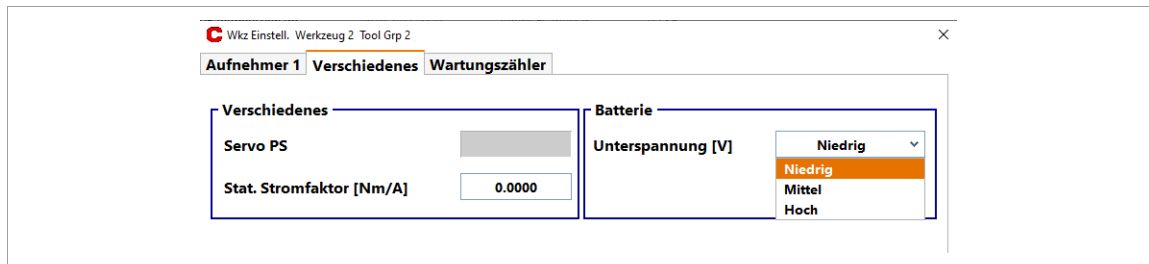 Wkz Einstell. Werkzeug 2 Tool Grp 2
Aufnehmer 1 Verschiedenes Wartungszähler
Verschiedenes
Servo PS
Stat. Stromfaktor [Nm/A] 0.0000
Batterie
Unterspannung [V] Niedrig
Niedrig
Mittel
Hoch